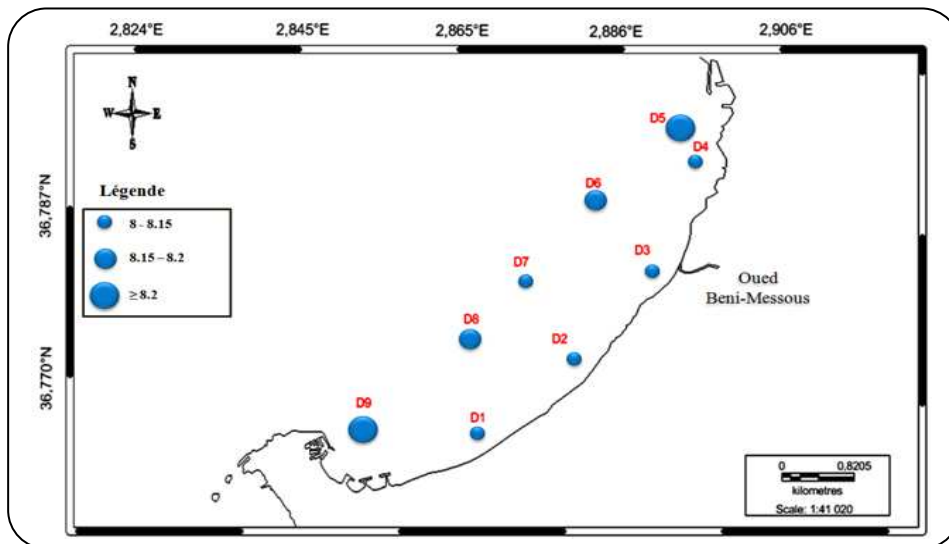 2,824°E 2,845°E 2,865°E 2,886°E 2,906°E
N
W E
S
D5
D4
Légende
36,787°N
D6
8 - 8.15
8.15 – 8.2
≥ 8.2
D7
D3
Oued
Beni-Messous
D8
D2
36,770°N
D9
D1
0 0,8205
kilometres
Scale: 1:41 020